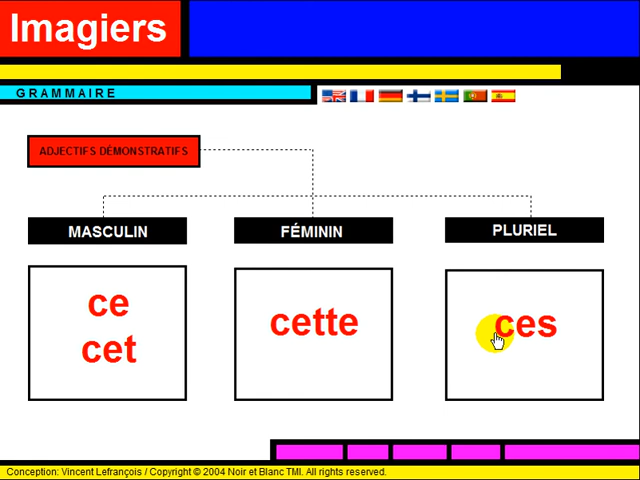 Imagiers
GRAMMAIRE
ADJECTIFS DÉMONSTRATIFS
MASCULIN
ce
cet
FÉMININ
cette
PLURIEL
ces
Conception: Vincent Lefrançois / Copyright © 2004 Noir et Blanc TMI. All rights reserved.